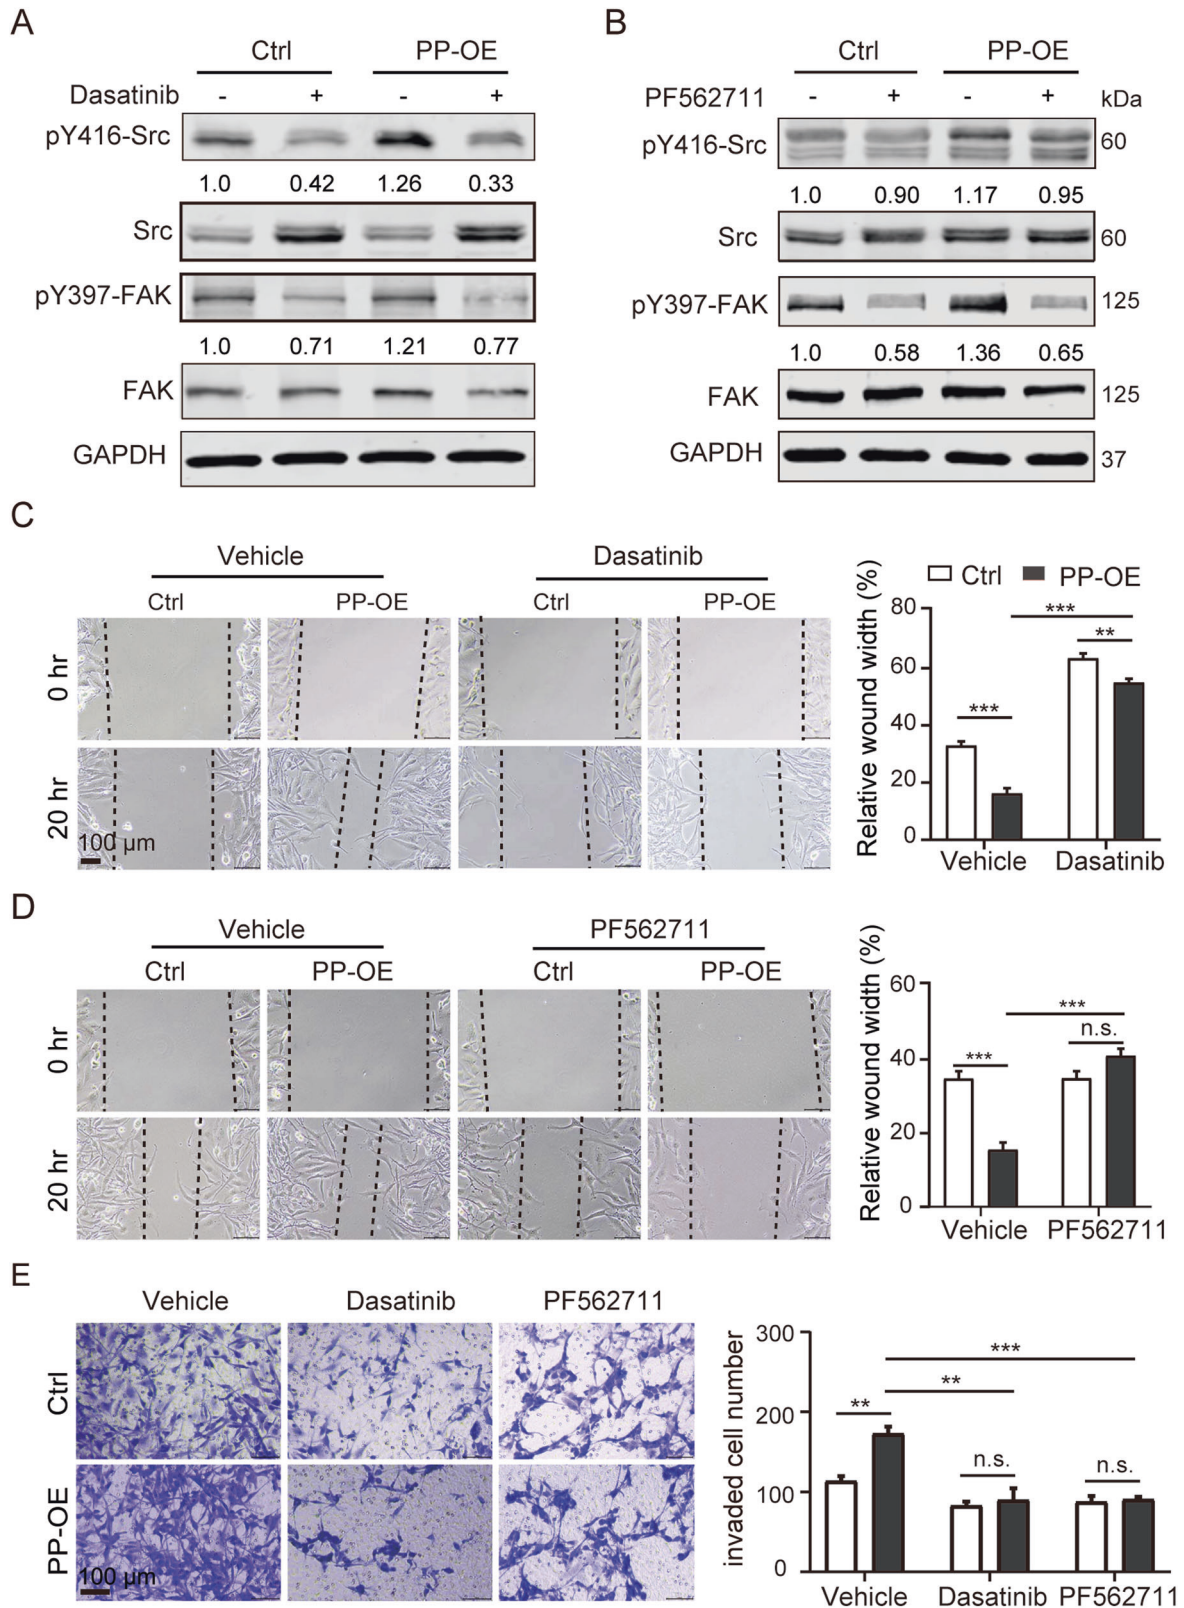 A
Ctrl PP-OE
Dasatinib - + - +
pY416-Src
1.0 0.42 1.26 0.33
Src
pY397-FAK
1.0 0.71 1.21 0.77
FAK
GAPDH
B
Ctrl PP-OE
PF562711 - + - + kDa
pY416-Src 60
1.0 0.90 1.17 0.95
Src 60
pY397-FAK 125
1.0 0.58 1.36 0.65
FAK 125
GAPDH 37
C
Vehicle Dasatinib
Ctrl PP-OE Ctrl PP-OE
0 hr
20 hr
100 µm
Relative wound width (%)
Ctrl PP-OE
80
60
40
20
0
***
**
***
Vehicle Dasatinib
D
Vehicle PF562711
Ctrl PP-OE Ctrl PP-OE
0 hr
20 hr
Relative wound width (%)
60
40
20
0
***
n.s.
***
Vehicle PF562711
E
Vehicle Dasatinib PF562711
Ctrl
PP-OE
100 µm
invaded cell number
300
200
100
0
***
**
**
n.s. n.s.
Vehicle Dasatinib PF562711